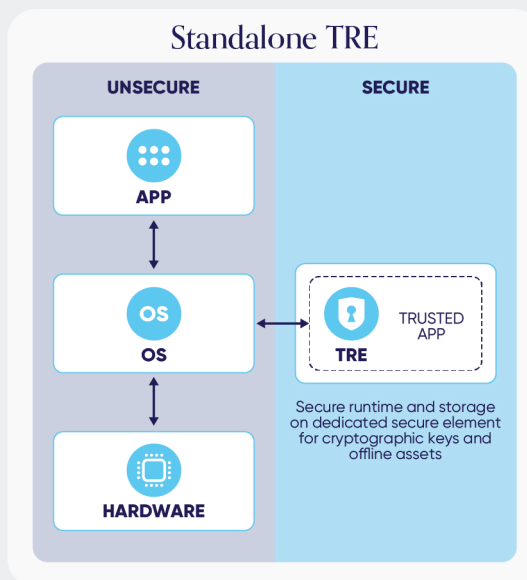 Standalone TRE
UNSECURE
SECURE
APP
OS
OS
TRE
TRUSTED
APP
Secure runtime and storage
on dedicated secure element
for cryptographic keys and
offline assets
HARDWARE